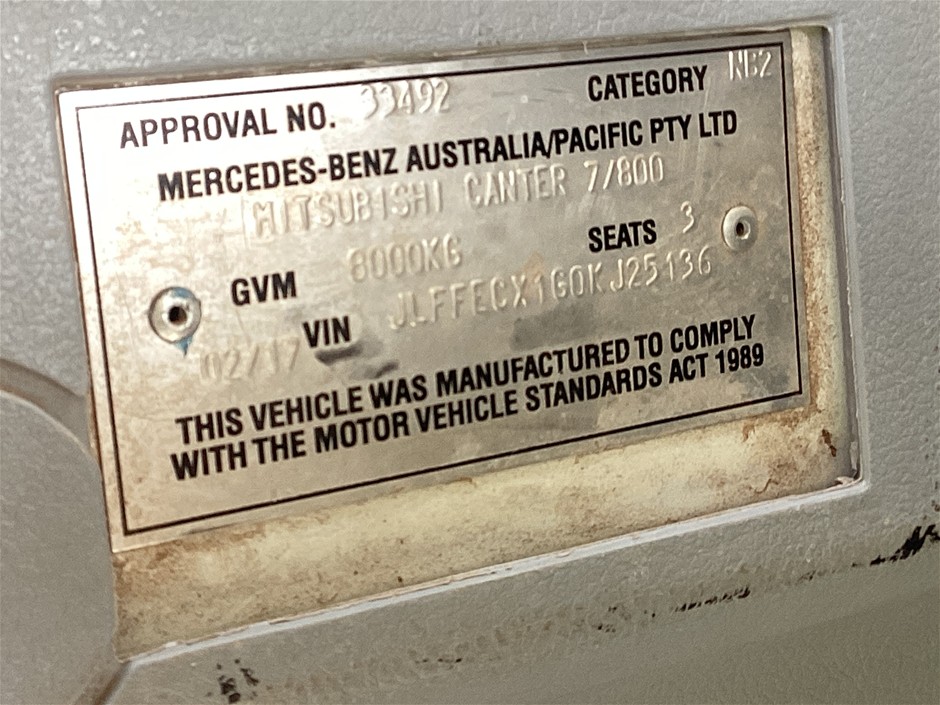 APPROVAL NO. 33492 CATEGORY NB2
MERCEDES-BENZ AUSTRALIA/PACIFIC PTY LTD
MITSUBISHI CANTER 7/800
GVM 8000KG SEATS 3
VIN JLFFECX1G0KJ25136
02/17
THIS VEHICLE WAS MANUFACTURED TO COMPLY
WITH THE MOTOR VEHICLE STANDARDS ACT 1989